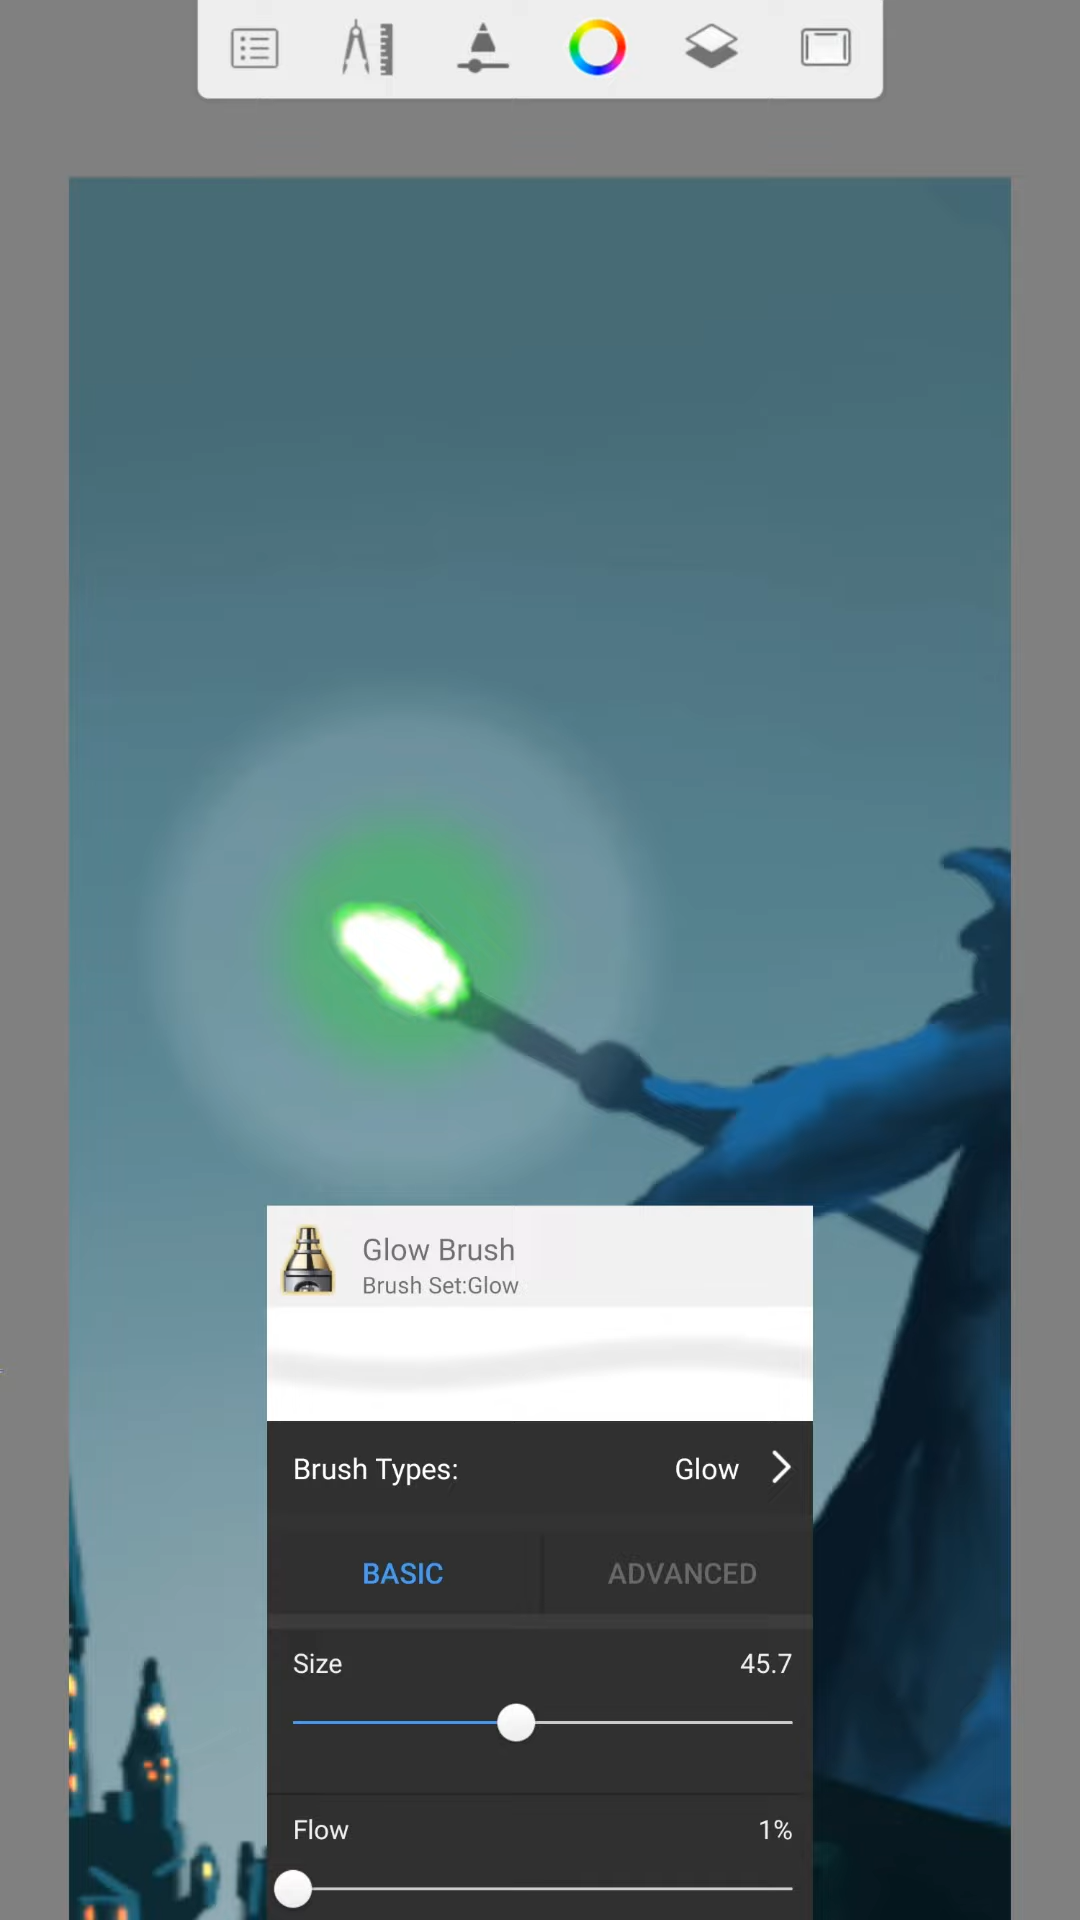 Glow Brush
Brush Set:Glow
Brush Types: Glow
BASIC ADVANCED
Size 45.7
Flow 1%